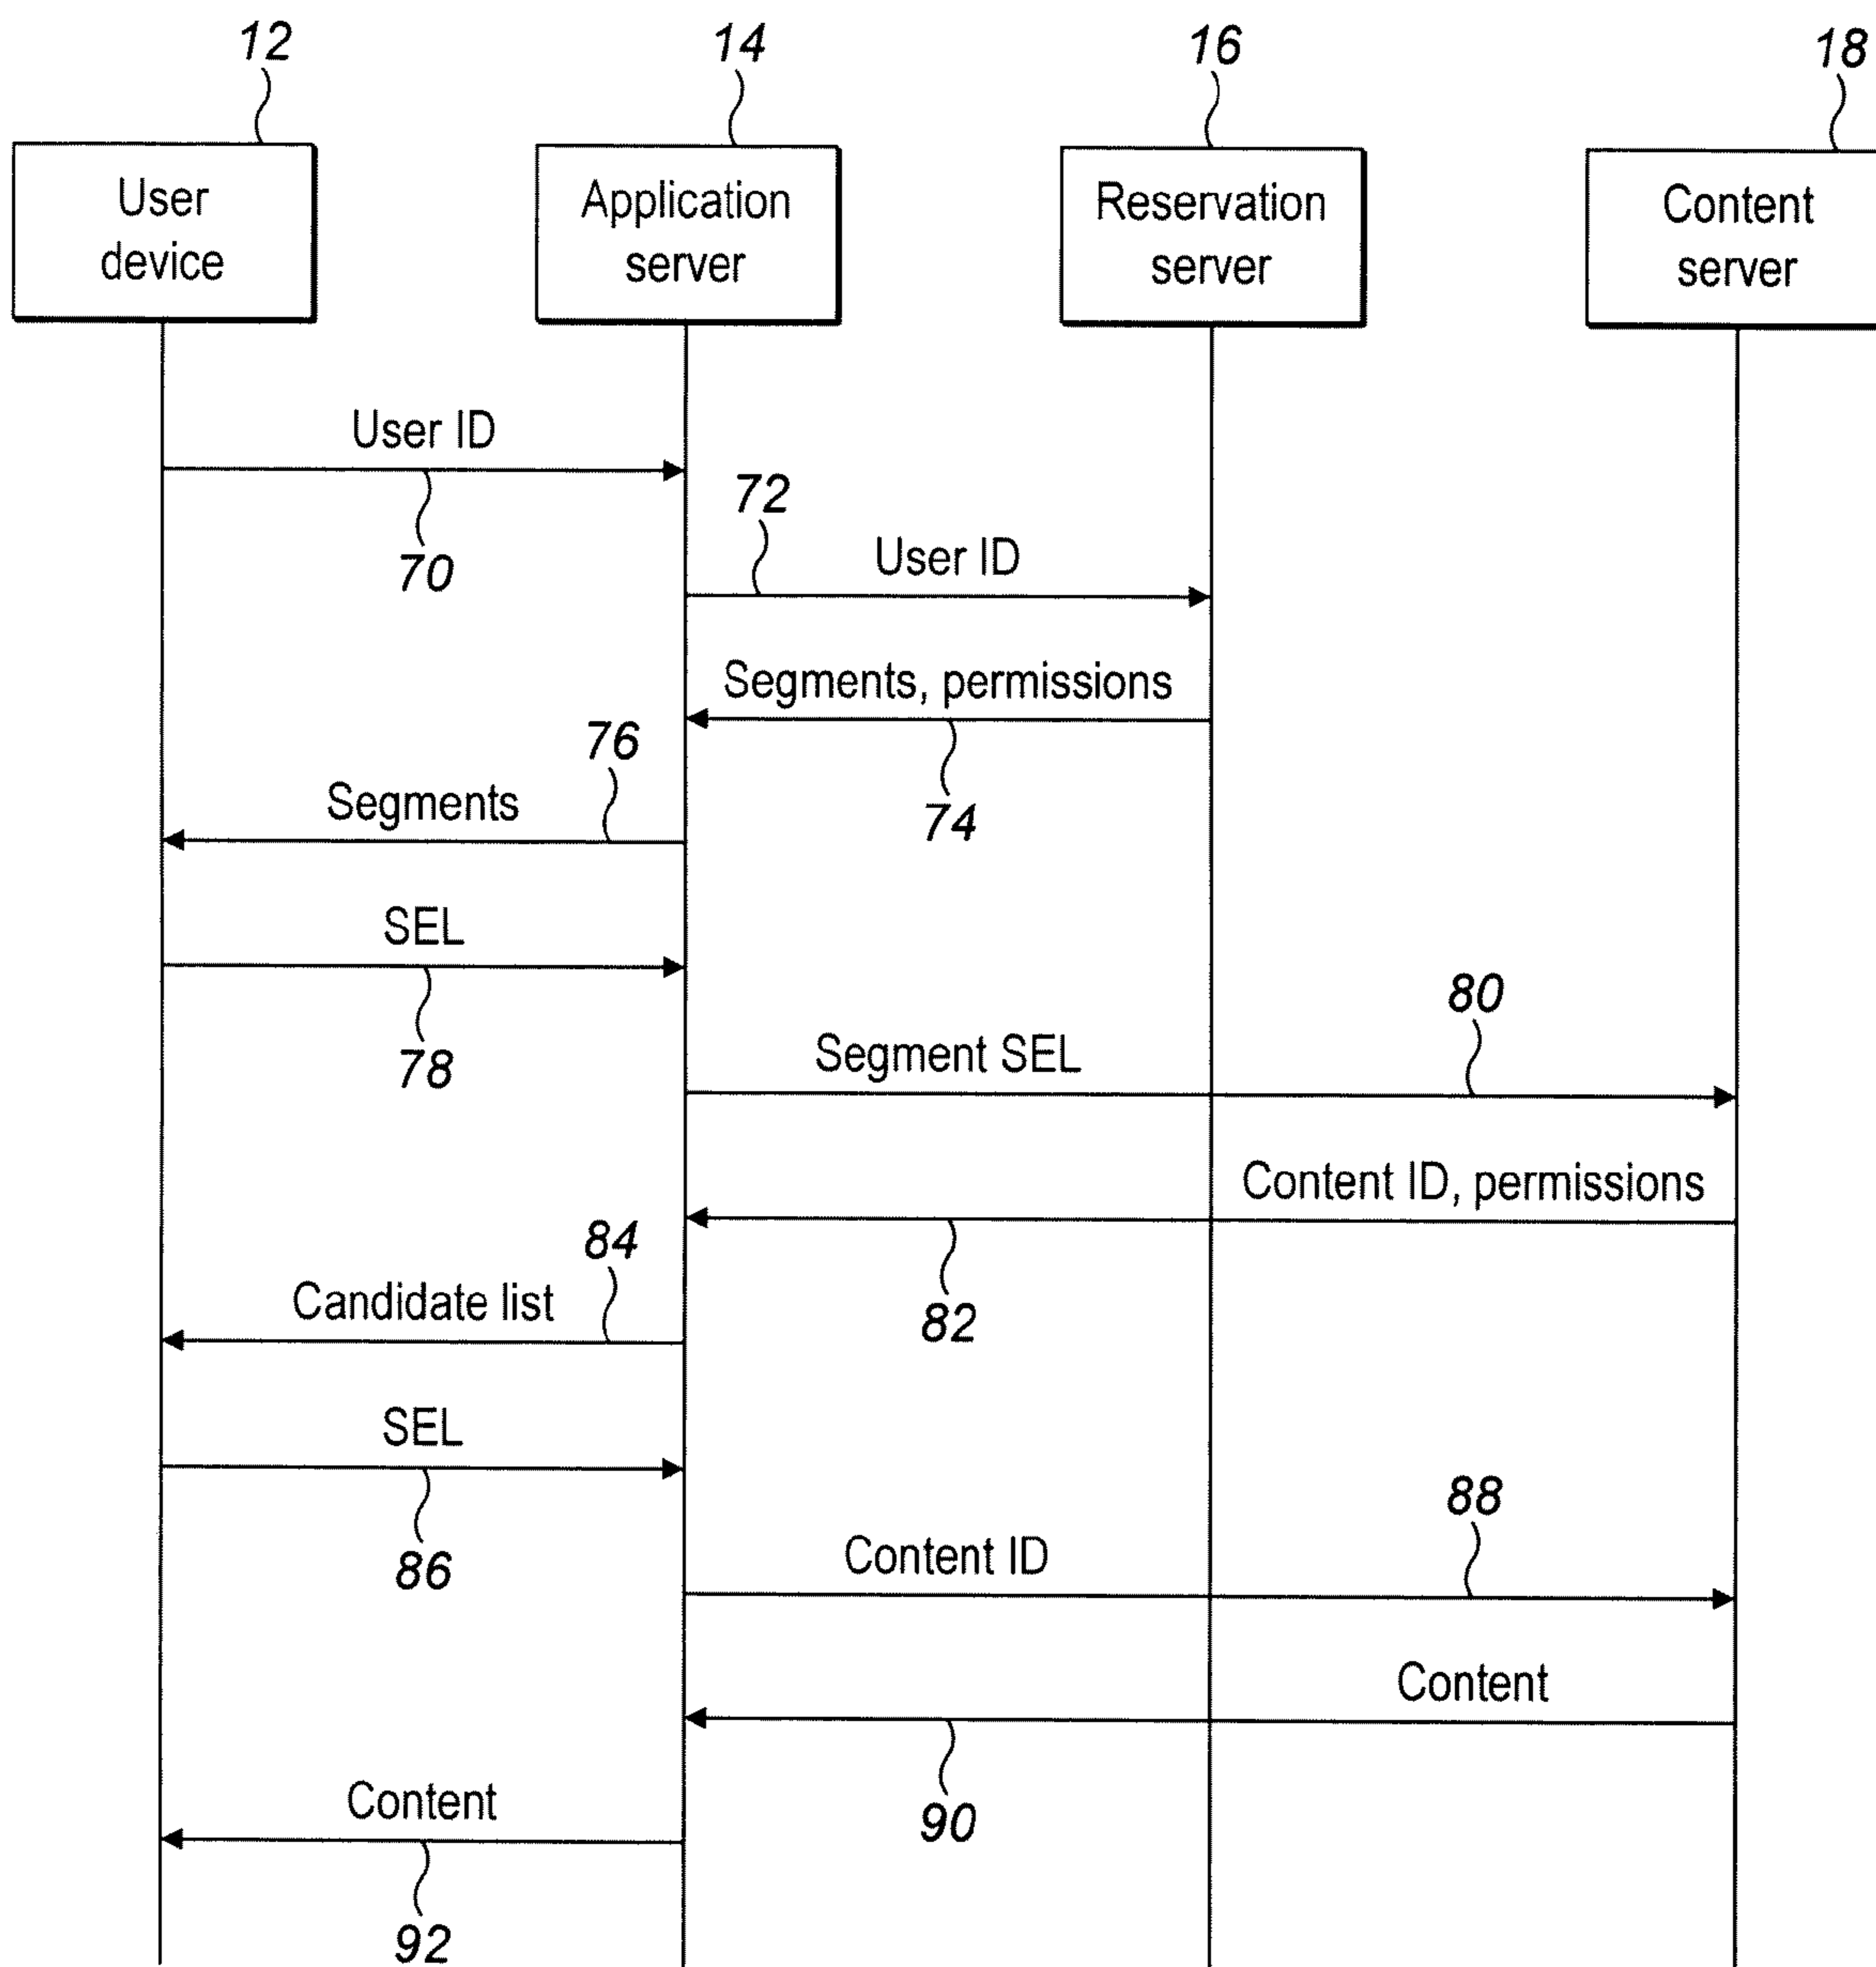 12
14
16
18
User
device
Application
server
Reservation
server
Content
server
User ID
70
72
User ID
Segments, permissions
74
76
Segments
SEL
78
80
Segment SEL
Content ID, permissions
82
84
Candidate list
SEL
86
88
Content ID
Content
90
Content
92